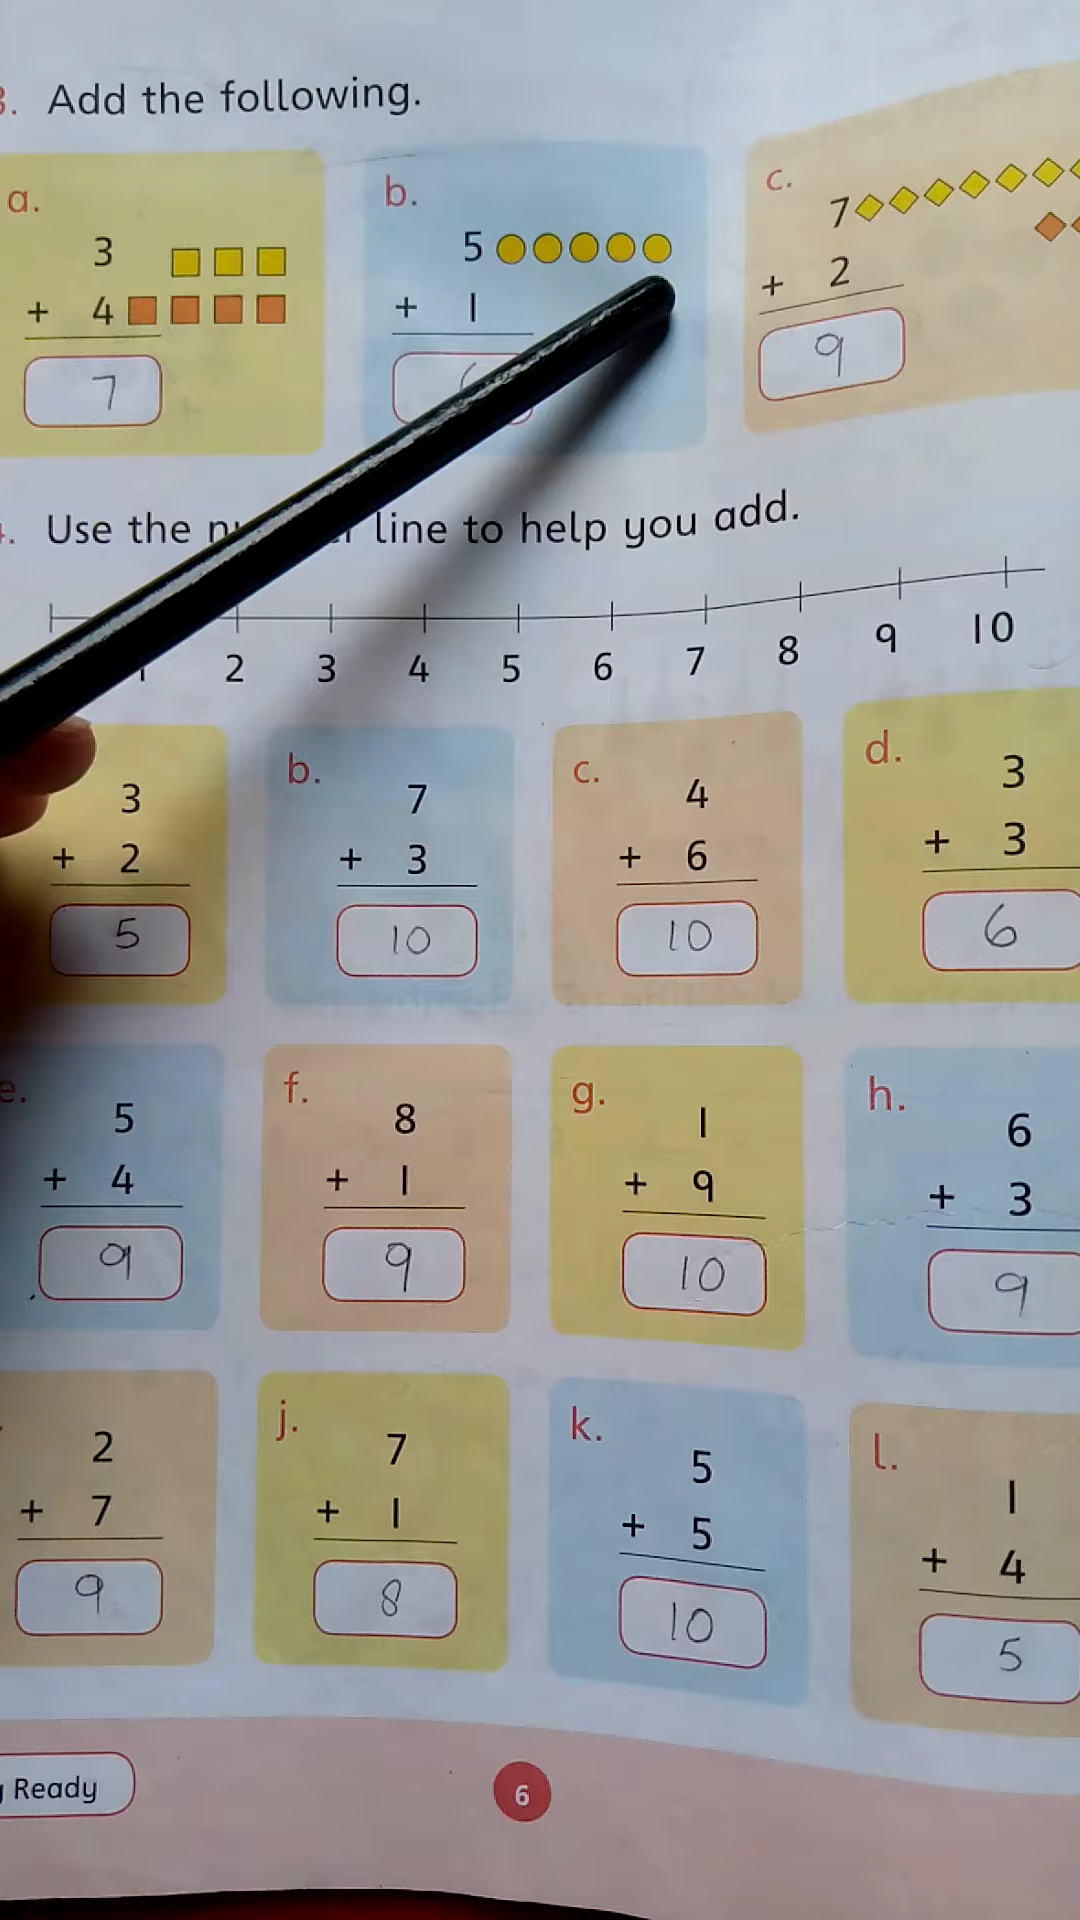 . Add the following.
a. b. c.
3 5 7
+ 4 + 1 + 2
7 9
. Use the line to help you add.
2 3 4 5 6 7 8 9 10
b. c. d.
3 7 4 3
+ 2 + 3 + 6 + 3
5 10 10 6
e. f. g. h.
5 8 1 6
+ 4 + 1 + 9 + 3
9 9 10 9
j. k. l.
2 7 5 1
+ 7 + 1 + 5 + 4
9 8 10 5
Ready 6